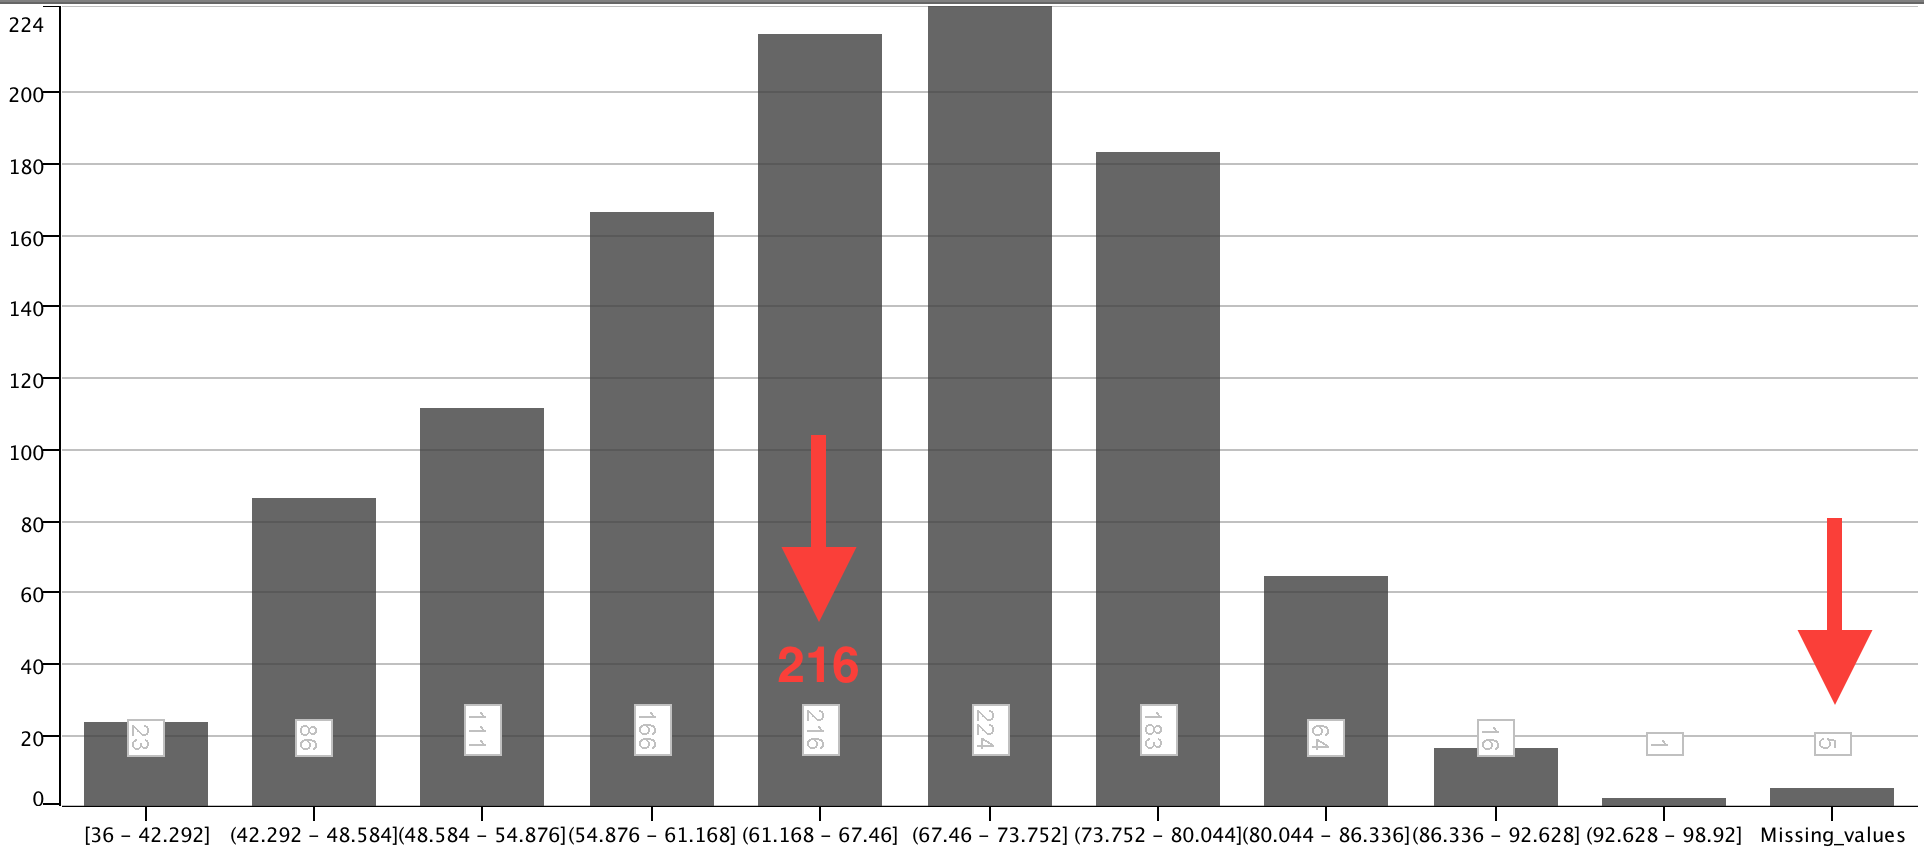 224
200
180
160
140
120
100
80
60
40
20
0
216
23
86
111
166
216
224
183
64
16
1
5
[36 – 42.292]
(42.292 – 48.584]
(48.584 – 54.876]
(54.876 – 61.168]
(61.168 – 67.46]
(67.46 – 73.752]
(73.752 – 80.044]
(80.044 – 86.336]
(86.336 – 92.628]
(92.628 – 98.92]
Missing_values